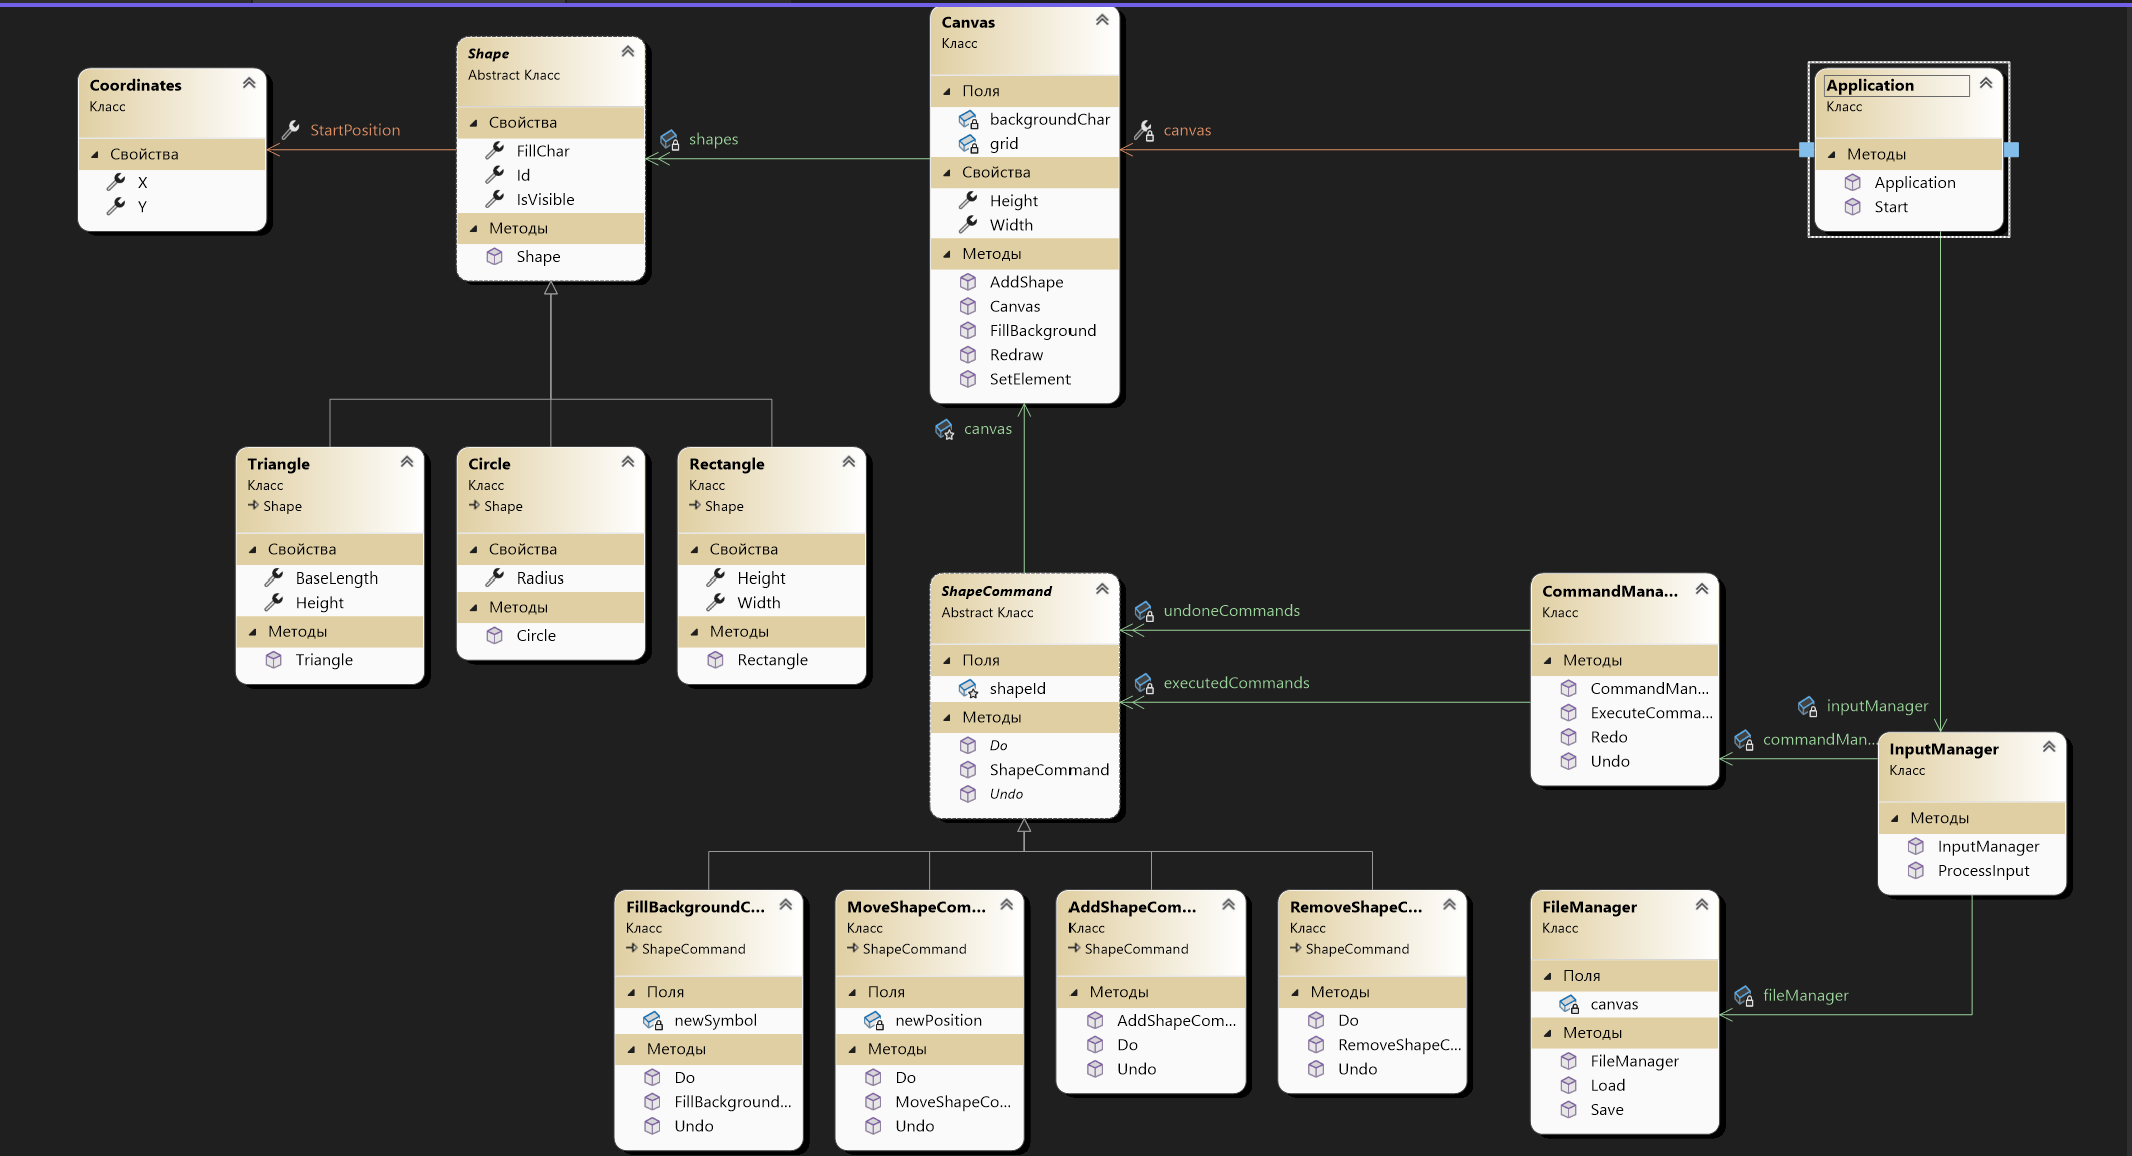 Coordinates
Класс
Свойства
X
Y
StartPosition
Shape
Abstract Класс
Свойства
FillChar
Id
IsVisible
Методы
Shape
shapes
Canvas
Класс
Поля
backgroundChar
grid
Свойства
Height
Width
Методы
AddShape
Canvas
FillBackground
Redraw
SetElement
canvas
Application
Класс
Методы
Application
Start
Triangle
Класс
Shape
Свойства
BaseLength
Height
Методы
Triangle
Circle
Класс
Shape
Свойства
Radius
Методы
Circle
Rectangle
Класс
Shape
Свойства
Height
Width
Методы
Rectangle
canvas
ShapeCommand
Abstract Класс
Поля
shapeId
Методы
Do
ShapeCommand
Undo
undoneCommands
executedCommands
CommandMana...
Класс
Методы
CommandMan...
ExecuteComma...
Redo
Undo
inputManager
commandMan...
InputManager
Класс
Методы
InputManager
ProcessInput
FillBackgroundC...
Класс
ShapeCommand
Поля
newSymbol
Методы
Do
FillBackground...
Undo
MoveShapeCom...
Класс
ShapeCommand
Поля
newPosition
Методы
Do
MoveShapeCo...
Undo
AddShapeCom...
Класс
ShapeCommand
Методы
AddShapeCom...
Do
Undo
RemoveShapeC...
Класс
ShapeCommand
Методы
Do
RemoveShapeC...
Undo
FileManager
Класс
Поля
canvas
Методы
FileManager
Load
Save
fileManager